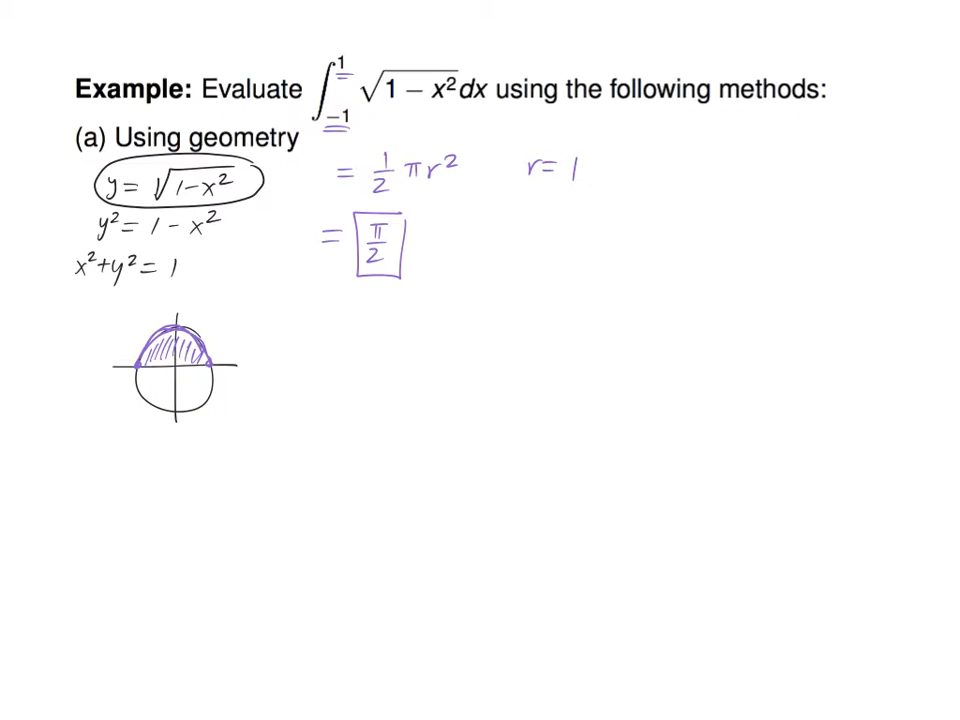 Example: Evaluate ∫_{-1}^{1} √(1 – x²) dx using the following methods:
(a) Using geometry
y = √(1-x²)
= 1/2 πr² r = 1
y² = 1 - x²
= π/2
x² + y² = 1